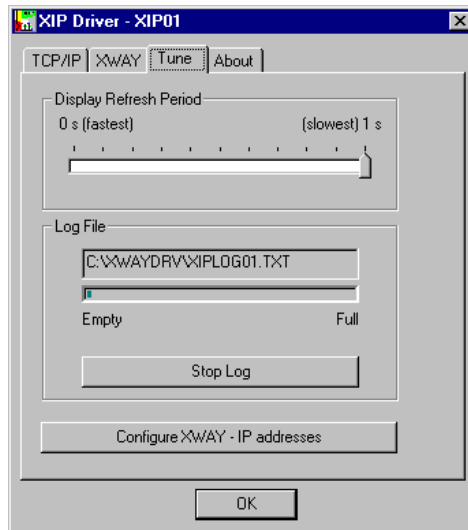 XIP Driver - XIP01
TCP/IP XWAY Tune About
Display Refresh Period
0 s (fastest) (slowest) 1 s
Log File
C:\XWAYDRV\XIPLOG01.TXT
Empty Full
Stop Log
Configure XWAY - IP addresses
OK